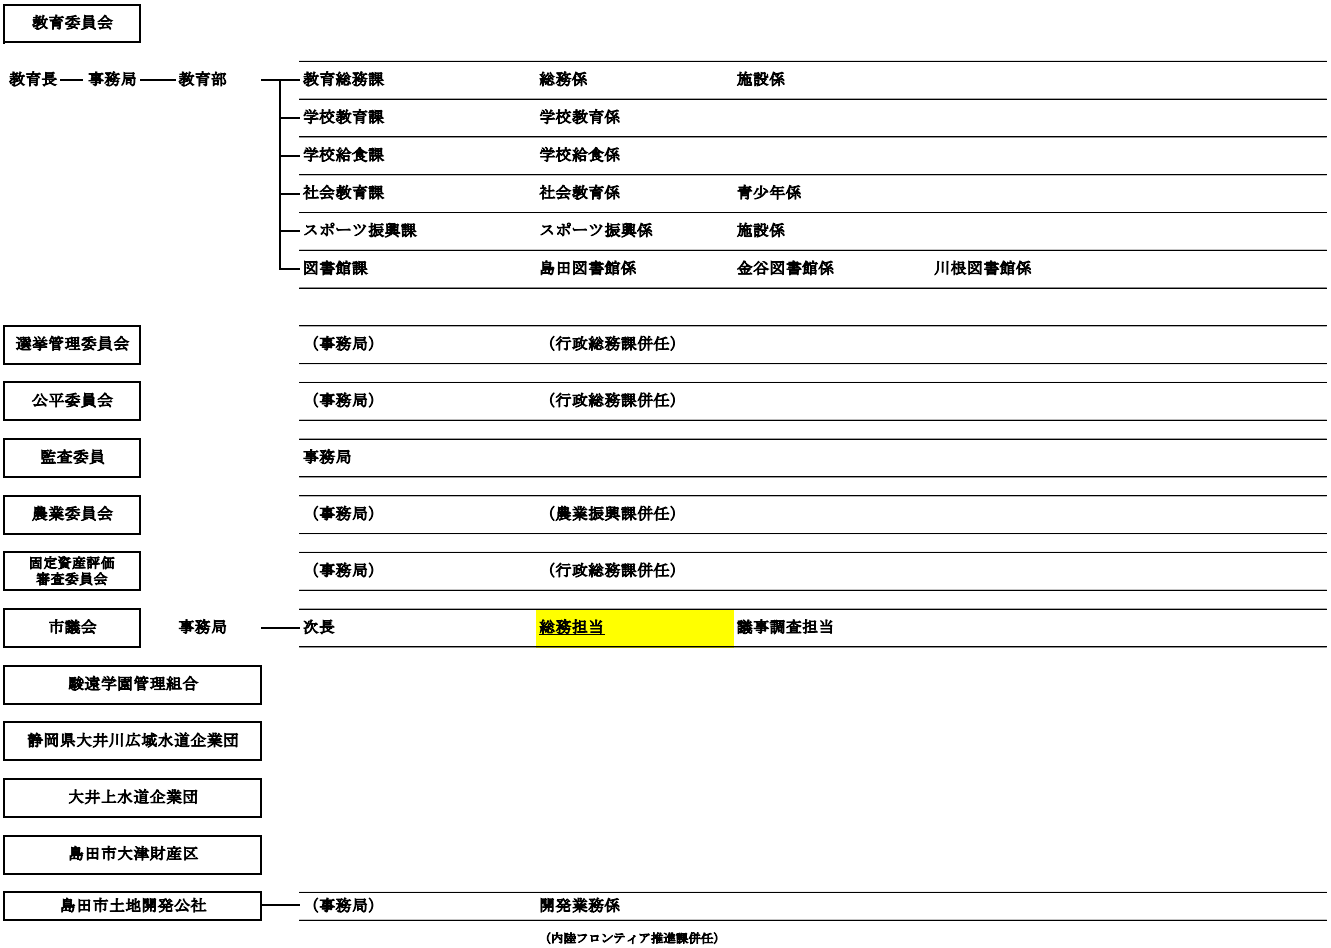 教育委員会
教育長 事務局 教育部 教育総務課 総務係 施設係
学校教育課 学校教育係
学校給食課 学校給食係
社会教育課 社会教育係 青少年係
スポーツ振興課 スポーツ振興係 施設係
図書館課 島田図書館係 金谷図書館係 川根図書館係
選挙管理委員会 （事務局） （行政総務課併任）
公平委員会 （事務局） （行政総務課併任）
監査委員 事務局
農業委員会 （事務局） （農業振興課併任）
固定資産評価
審査委員会 （事務局） （行政総務課併任）
市議会 事務局 次長 総務担当 議事調査担当
駿遠学園管理組合
静岡県大井川広域水道企業団
大井上水道企業団
島田市大津財産区
島田市土地開発公社 （事務局） 開発業務係
（内陸フロンティア推進課併任）